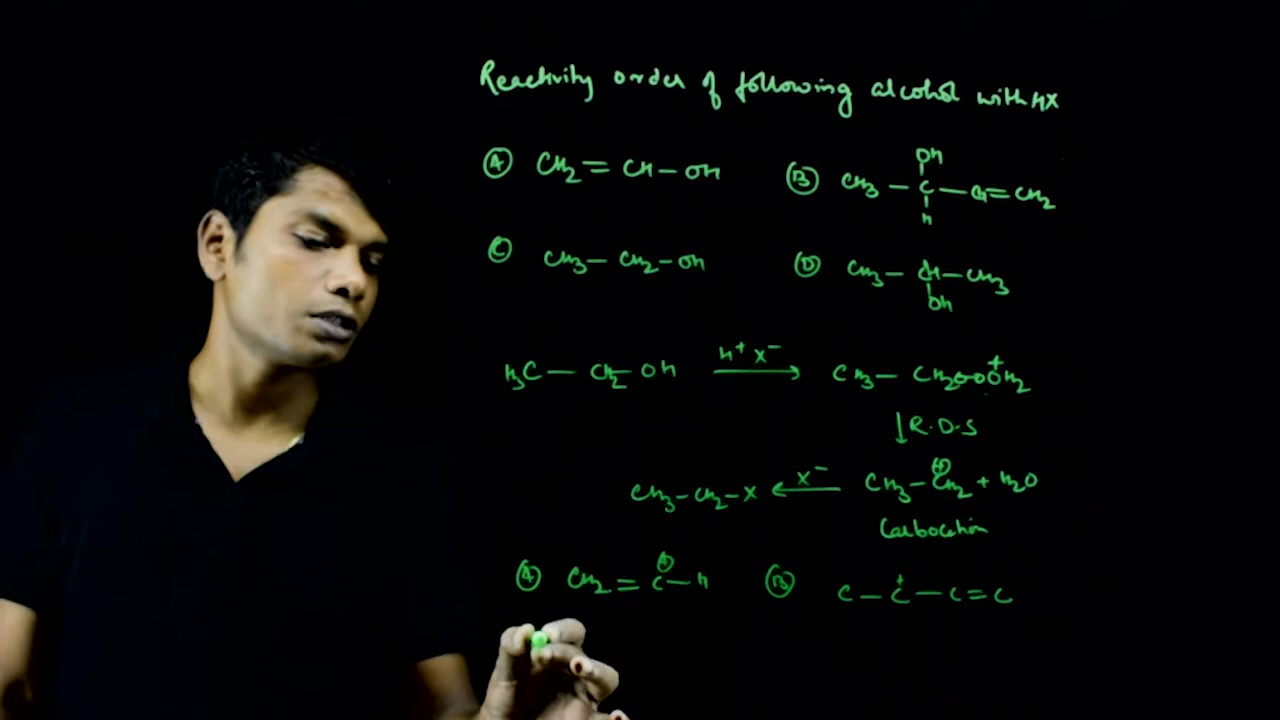 Reactivity order of following alcohol with HX
Ⓐ CH₂ = CH – OH Ⓑ CH₃ – C(OH)(H) – CH = CH₂
Ⓒ CH₃ – CH₂ – OH Ⓓ CH₃ – CH(OH) – CH₃
H₃C — CH₂ OH —H⁺ X⁻→ CH₃ — CH₂ – O⁺H₂
↓ R.D.S
CH₃ – CH₂ – X ←X⁻— CH₃ – CH₂⊕ + H₂O
Carbocation
Ⓐ CH₂ = C⊕ – H Ⓑ C – C⁺ – C = C